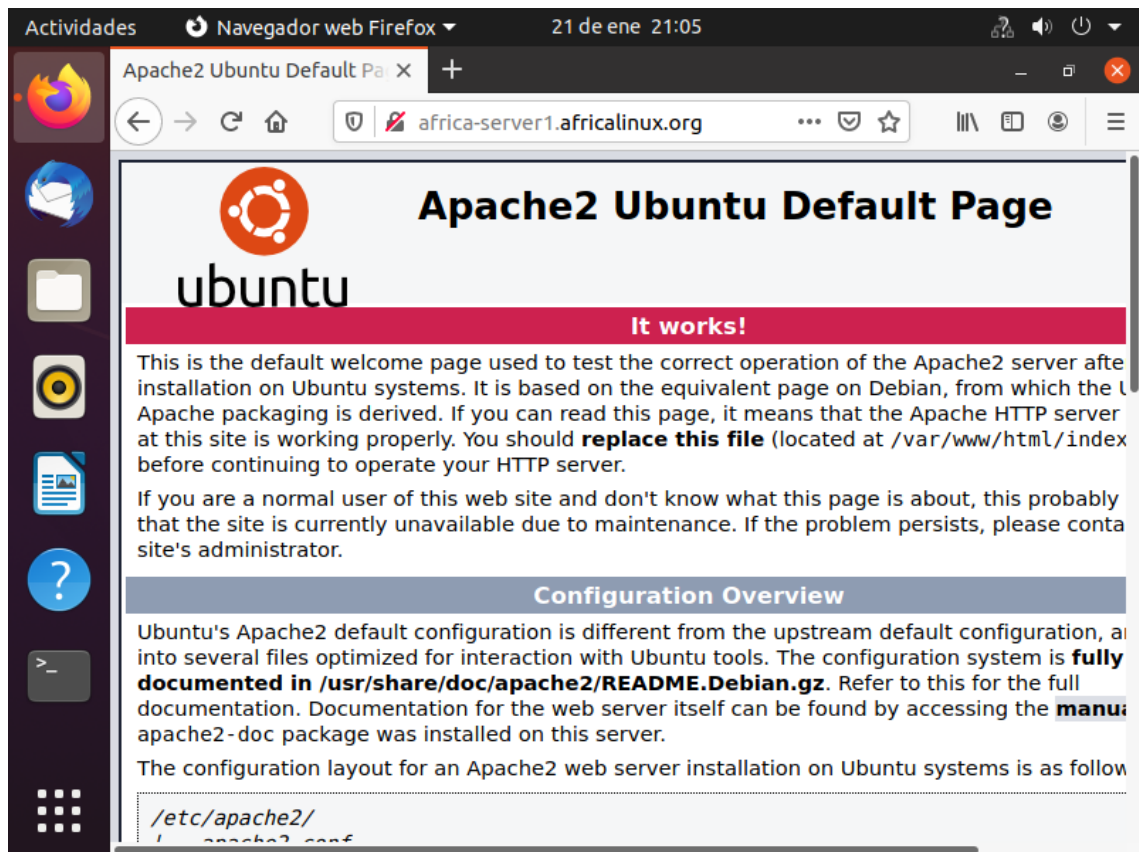 Actividades Navegador web Firefox 21 de ene 21:05
Apache2 Ubuntu Default Pa
africa-server1.africalinux.org
Apache2 Ubuntu Default Page
ubuntu
It works!
This is the default welcome page used to test the correct operation of the Apache2 server afte
installation on Ubuntu systems. It is based on the equivalent page on Debian, from which the U
Apache packaging is derived. If you can read this page, it means that the Apache HTTP server
at this site is working properly. You should replace this file (located at /var/www/html/index
before continuing to operate your HTTP server.
If you are a normal user of this web site and don't know what this page is about, this probably
that the site is currently unavailable due to maintenance. If the problem persists, please conta
site's administrator.
Configuration Overview
Ubuntu's Apache2 default configuration is different from the upstream default configuration, a
into several files optimized for interaction with Ubuntu tools. The configuration system is fully
documented in /usr/share/doc/apache2/README.Debian.gz. Refer to this for the full
documentation. Documentation for the web server itself can be found by accessing the manua
apache2-doc package was installed on this server.
The configuration layout for an Apache2 web server installation on Ubuntu systems is as follow
/etc/apache2/
apache2.conf